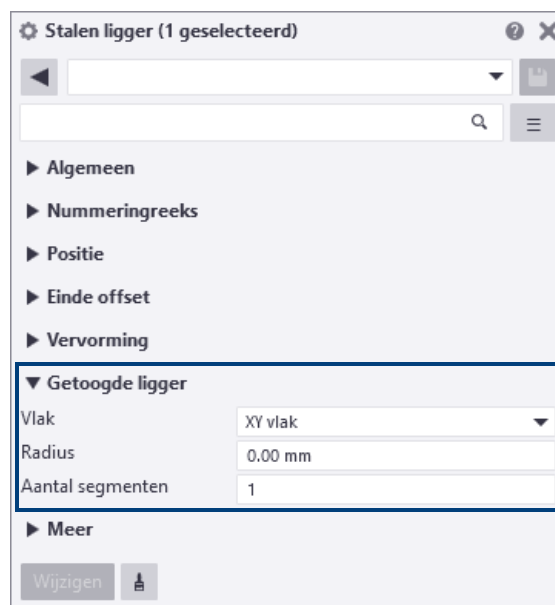 Stalen ligger (1 geselecteerd)
Algemeen
Nummeringreeks
Positie
Einde offset
Vervorming
Getoogde ligger
Vlak XY vlak
Radius 0.00 mm
Aantal segmenten 1
Meer
Wijzigen